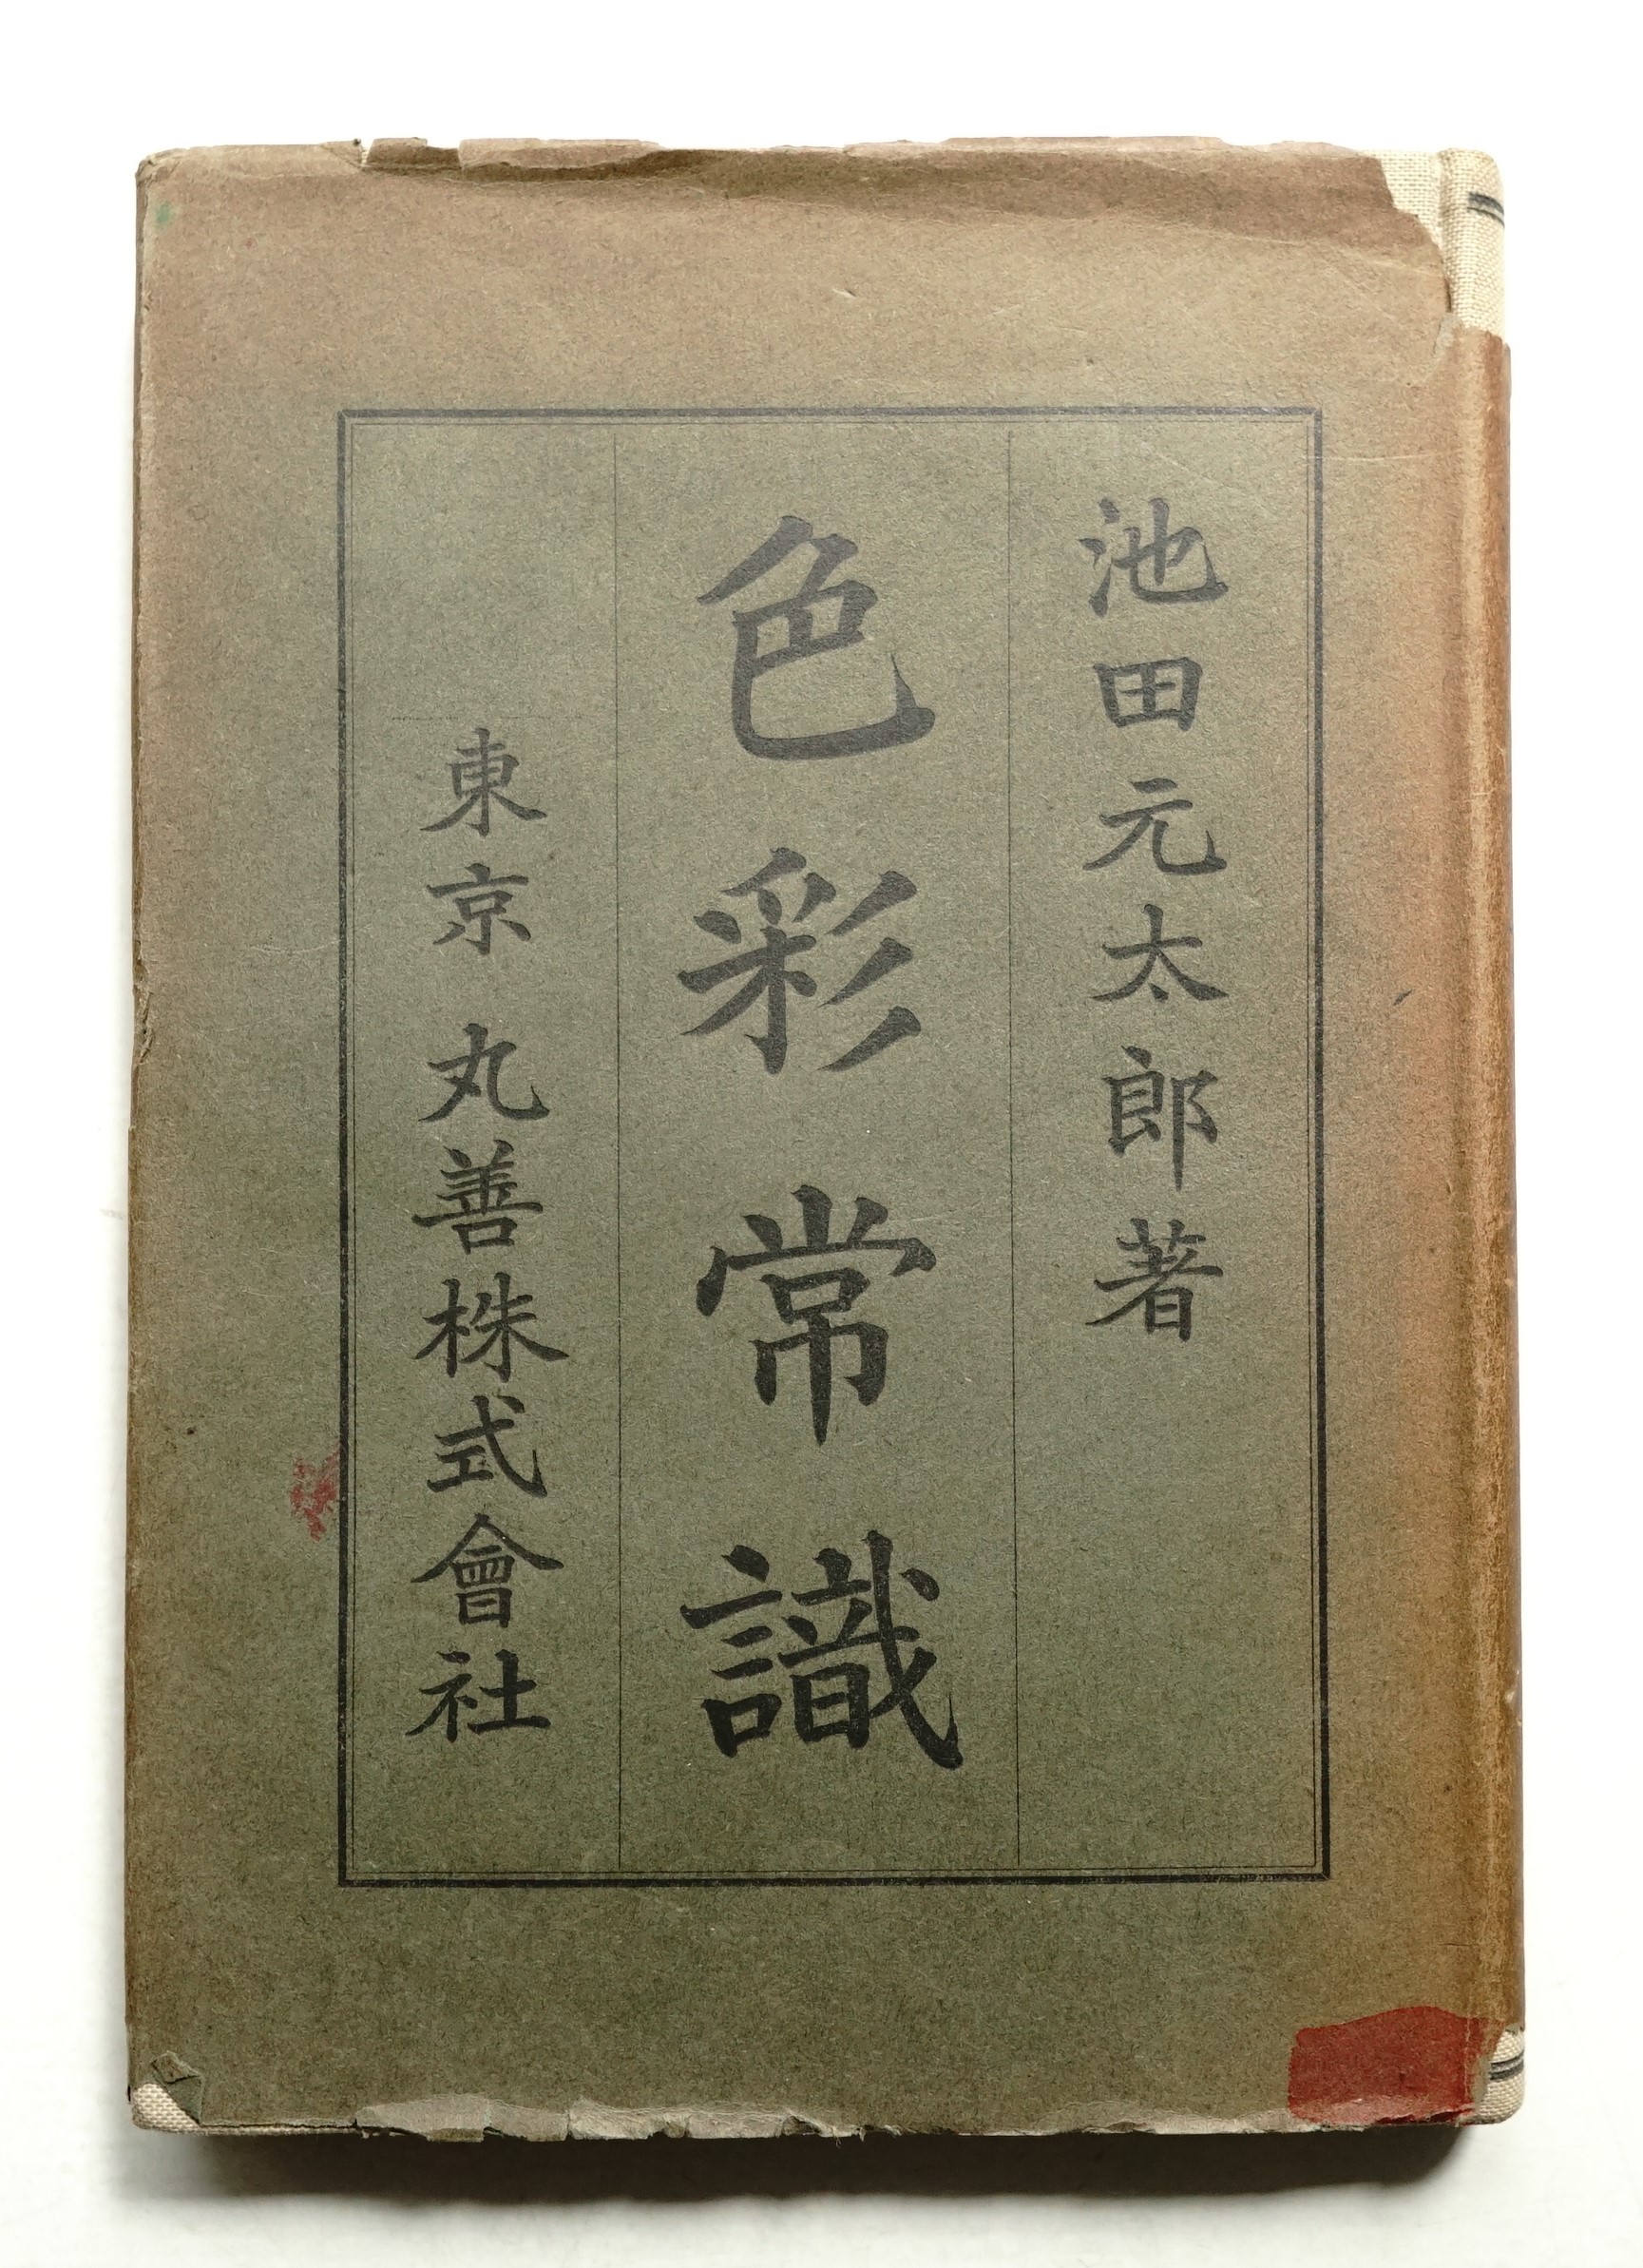 池田元太郎著
色彩常識
東京 丸善株式會社